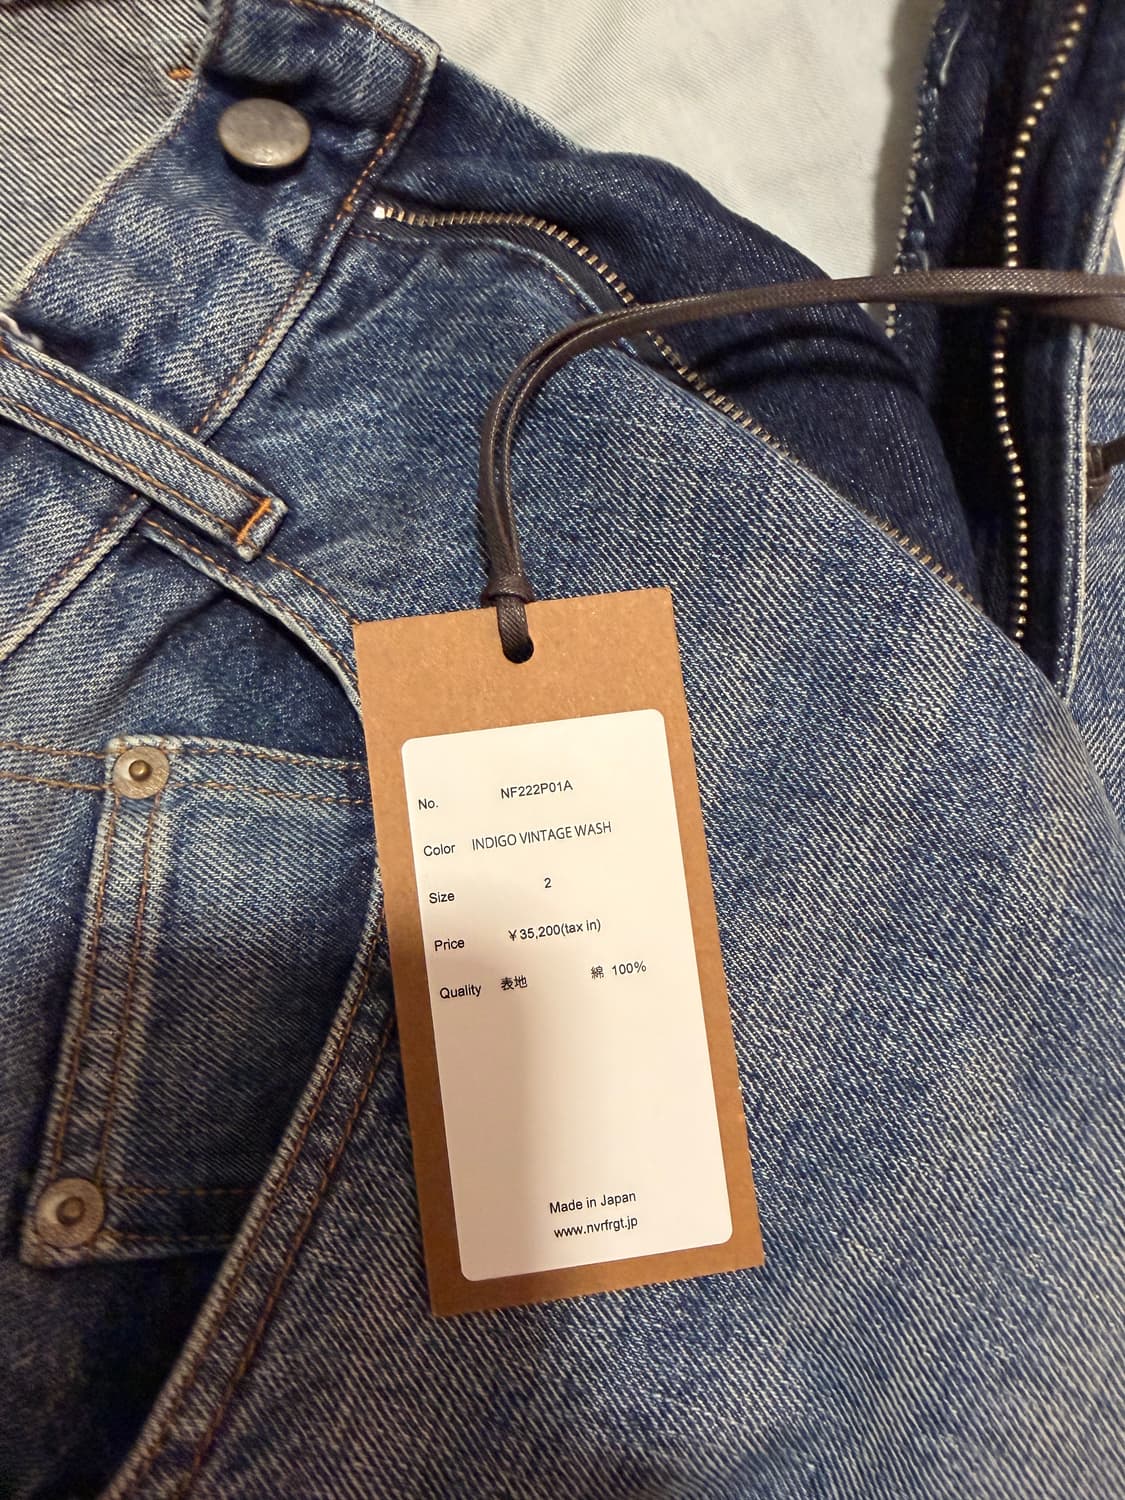 No. NF222P01A
Color INDIGO VINTAGE WASH
Size 2
Price ¥35,200(tax in)
Quality 表地 綿 100%
Made in Japan
www.nvrfrgt.jp